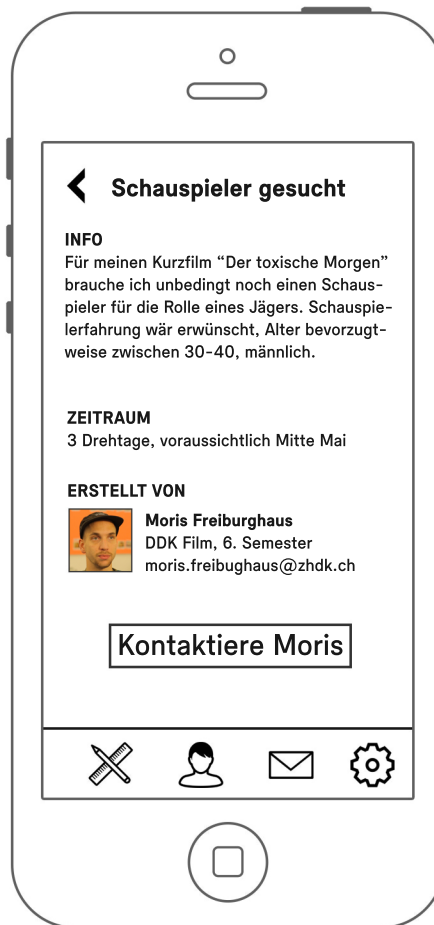 Schauspieler gesucht
INFO
Für meinen Kurzfilm “Der toxische Morgen”
brauche ich unbedingt noch einen Schaus-
pieler für die Rolle eines Jägers. Schauspie-
lerfahrung wär erwünscht, Alter bevorzugt-
weise zwischen 30-40, männlich.
ZEITRAUM
3 Drehtage, voraussichtlich Mitte Mai
ERSTELLT VON
Moris Freiburghaus
DDK Film, 6. Semester
moris.freibughaus@zhdk.ch
Kontaktiere Moris